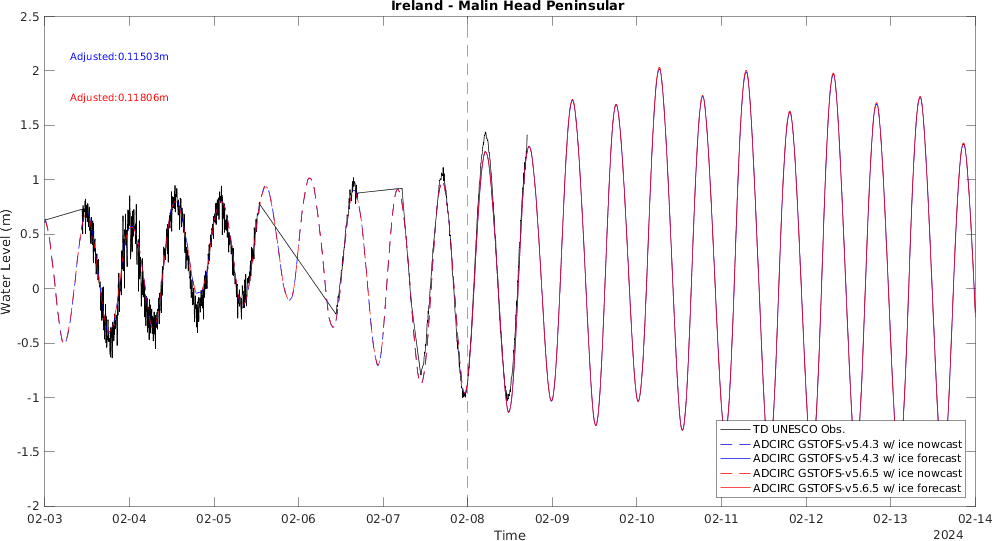 Ireland - Malin Head Peninsular
2.5
2
1.5
1
0.5
0
-0.5
-1
-1.5
-2
Water Level (m)
Adjusted:0.11503m
Adjusted:0.11806m
TD UNESCO Obs.
ADCIRC GSTOFS-v5.4.3 w/ ice nowcast
ADCIRC GSTOFS-v5.4.3 w/ ice forecast
ADCIRC GSTOFS-v5.6.5 w/ ice nowcast
ADCIRC GSTOFS-v5.6.5 w/ ice forecast
02-03 02-04 02-05 02-06 02-07 02-08 02-09 02-10 02-11 02-12 02-13 02-14
Time
2024